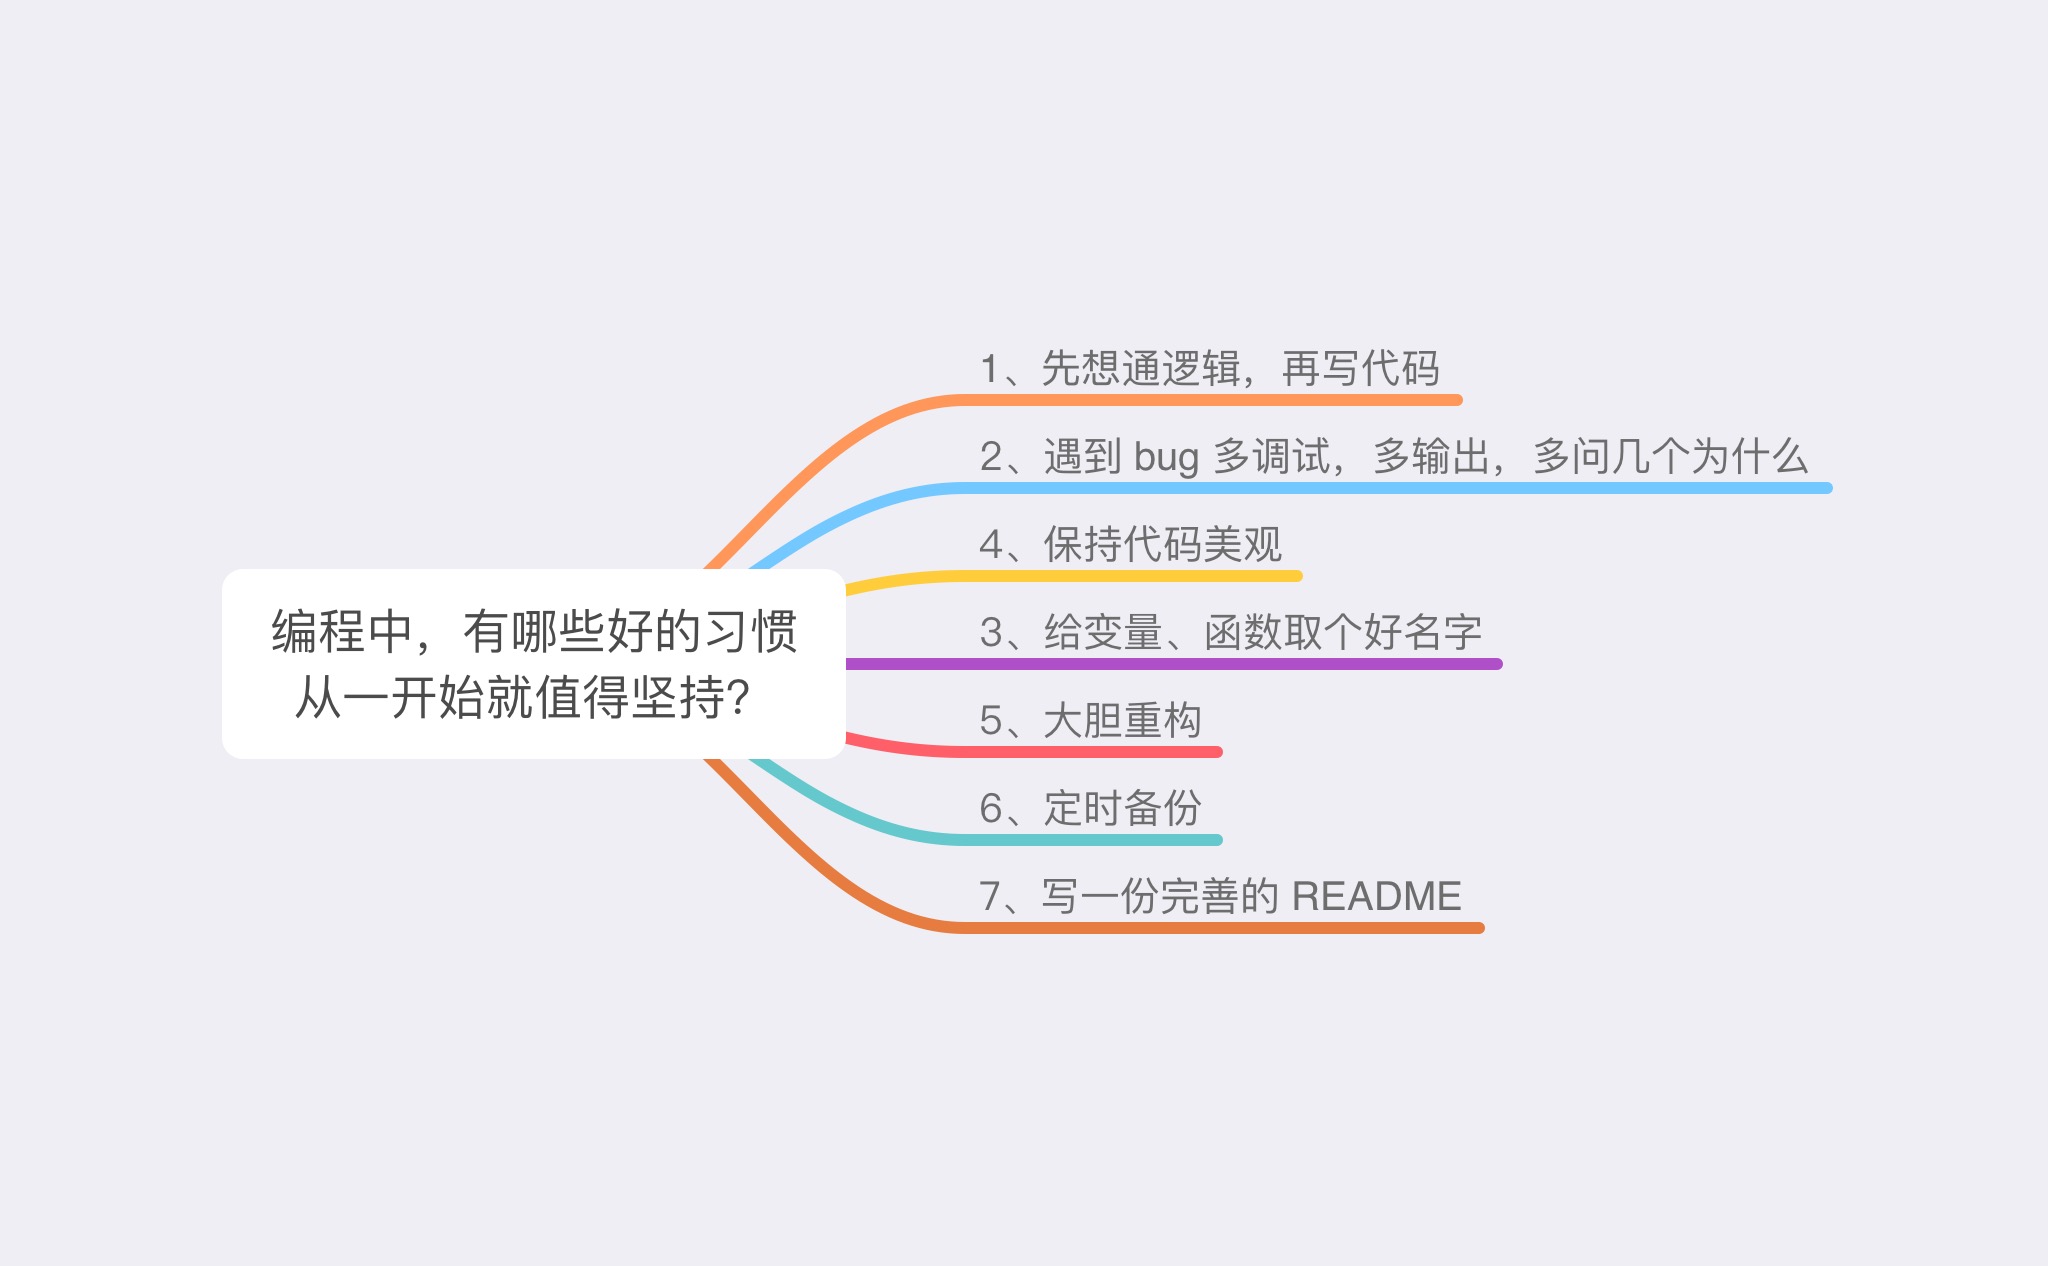 编程中，有哪些好的习惯
从一开始就值得坚持？
1、先想通逻辑，再写代码
2、遇到 bug 多调试，多输出，多问几个为什么
4、保持代码美观
3、给变量、函数取个好名字
5、大胆重构
6、定时备份
7、写一份完善的 README